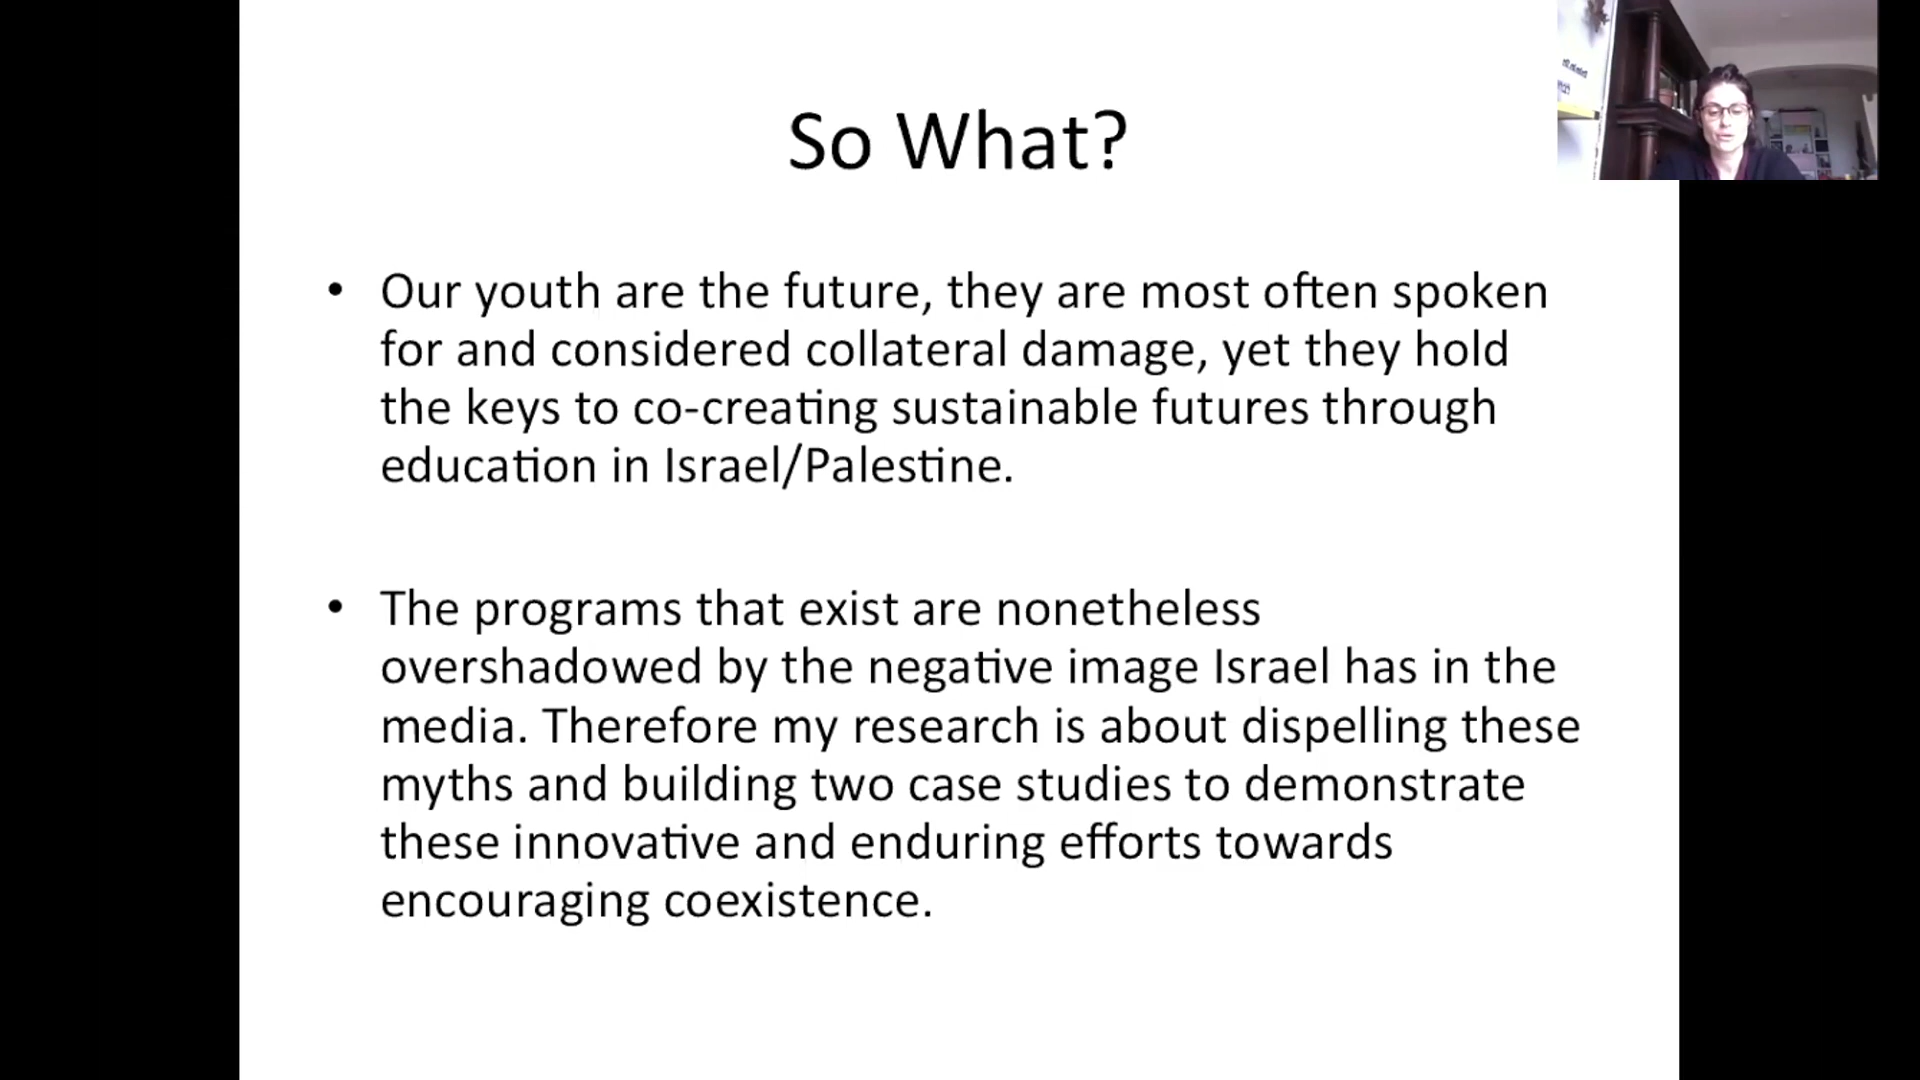 So What?
• Our youth are the future, they are most often spoken
for and considered collateral damage, yet they hold
the keys to co-creating sustainable futures through
education in Israel/Palestine.
• The programs that exist are nonetheless
overshadowed by the negative image Israel has in the
media. Therefore my research is about dispelling these
myths and building two case studies to demonstrate
these innovative and enduring efforts towards
encouraging coexistence.